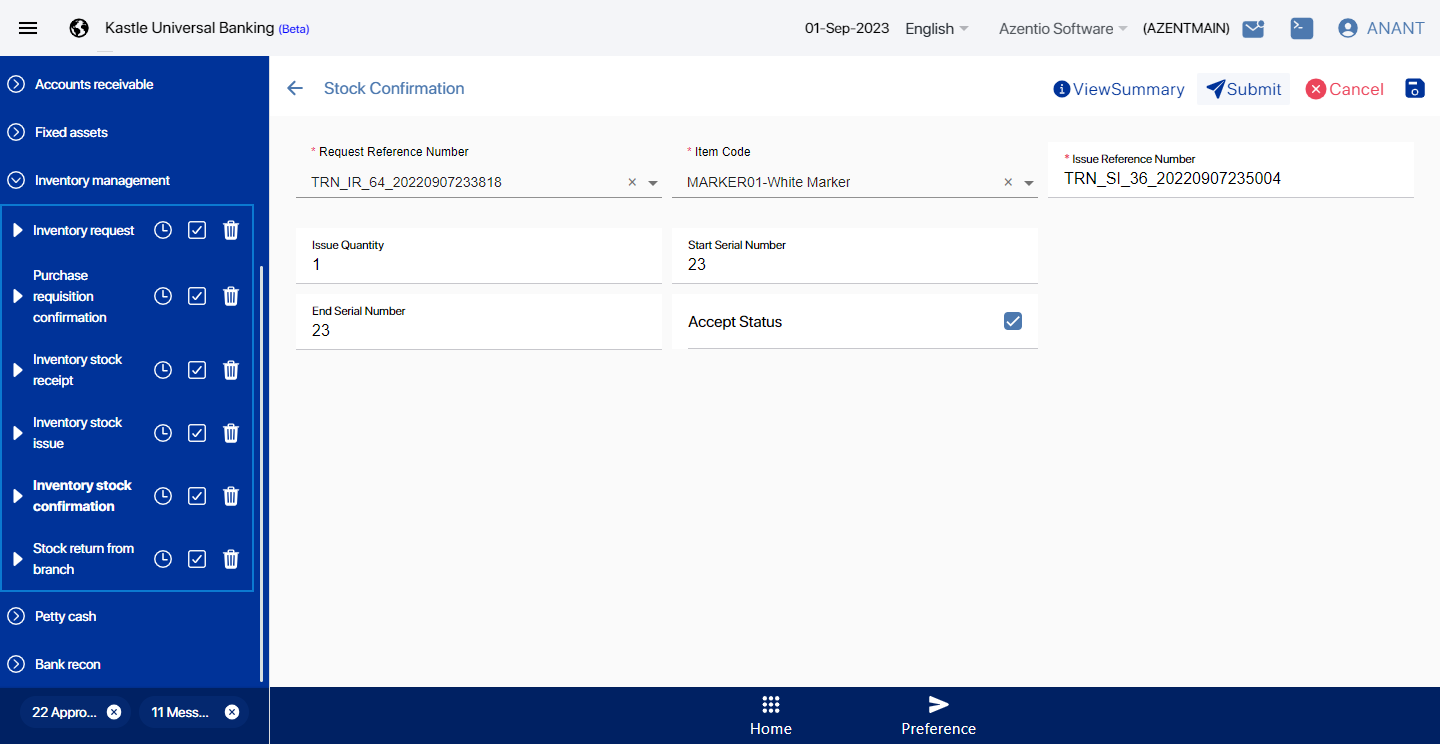 Kastle Universal Banking (Beta)
01-Sep-2023
English
Azentio Software
(AZENTMAIN)
ANANT
Accounts receivable
Fixed assets
Inventory management
Inventory request
Purchase
requisition
confirmation
Inventory stock
receipt
Inventory stock
issue
Inventory stock
confirmation
Stock return from
branch
Petty cash
Bank recon
22 Appro...
11 Mess...
Stock Confirmation
ViewSummary
Submit
Cancel
* Request Reference Number
TRN_IR_64_20220907233818
* Item Code
MARKER01-White Marker
* Issue Reference Number
TRN_SI_36_20220907235004
Issue Quantity
1
Start Serial Number
23
End Serial Number
23
Accept Status
Home
Preference